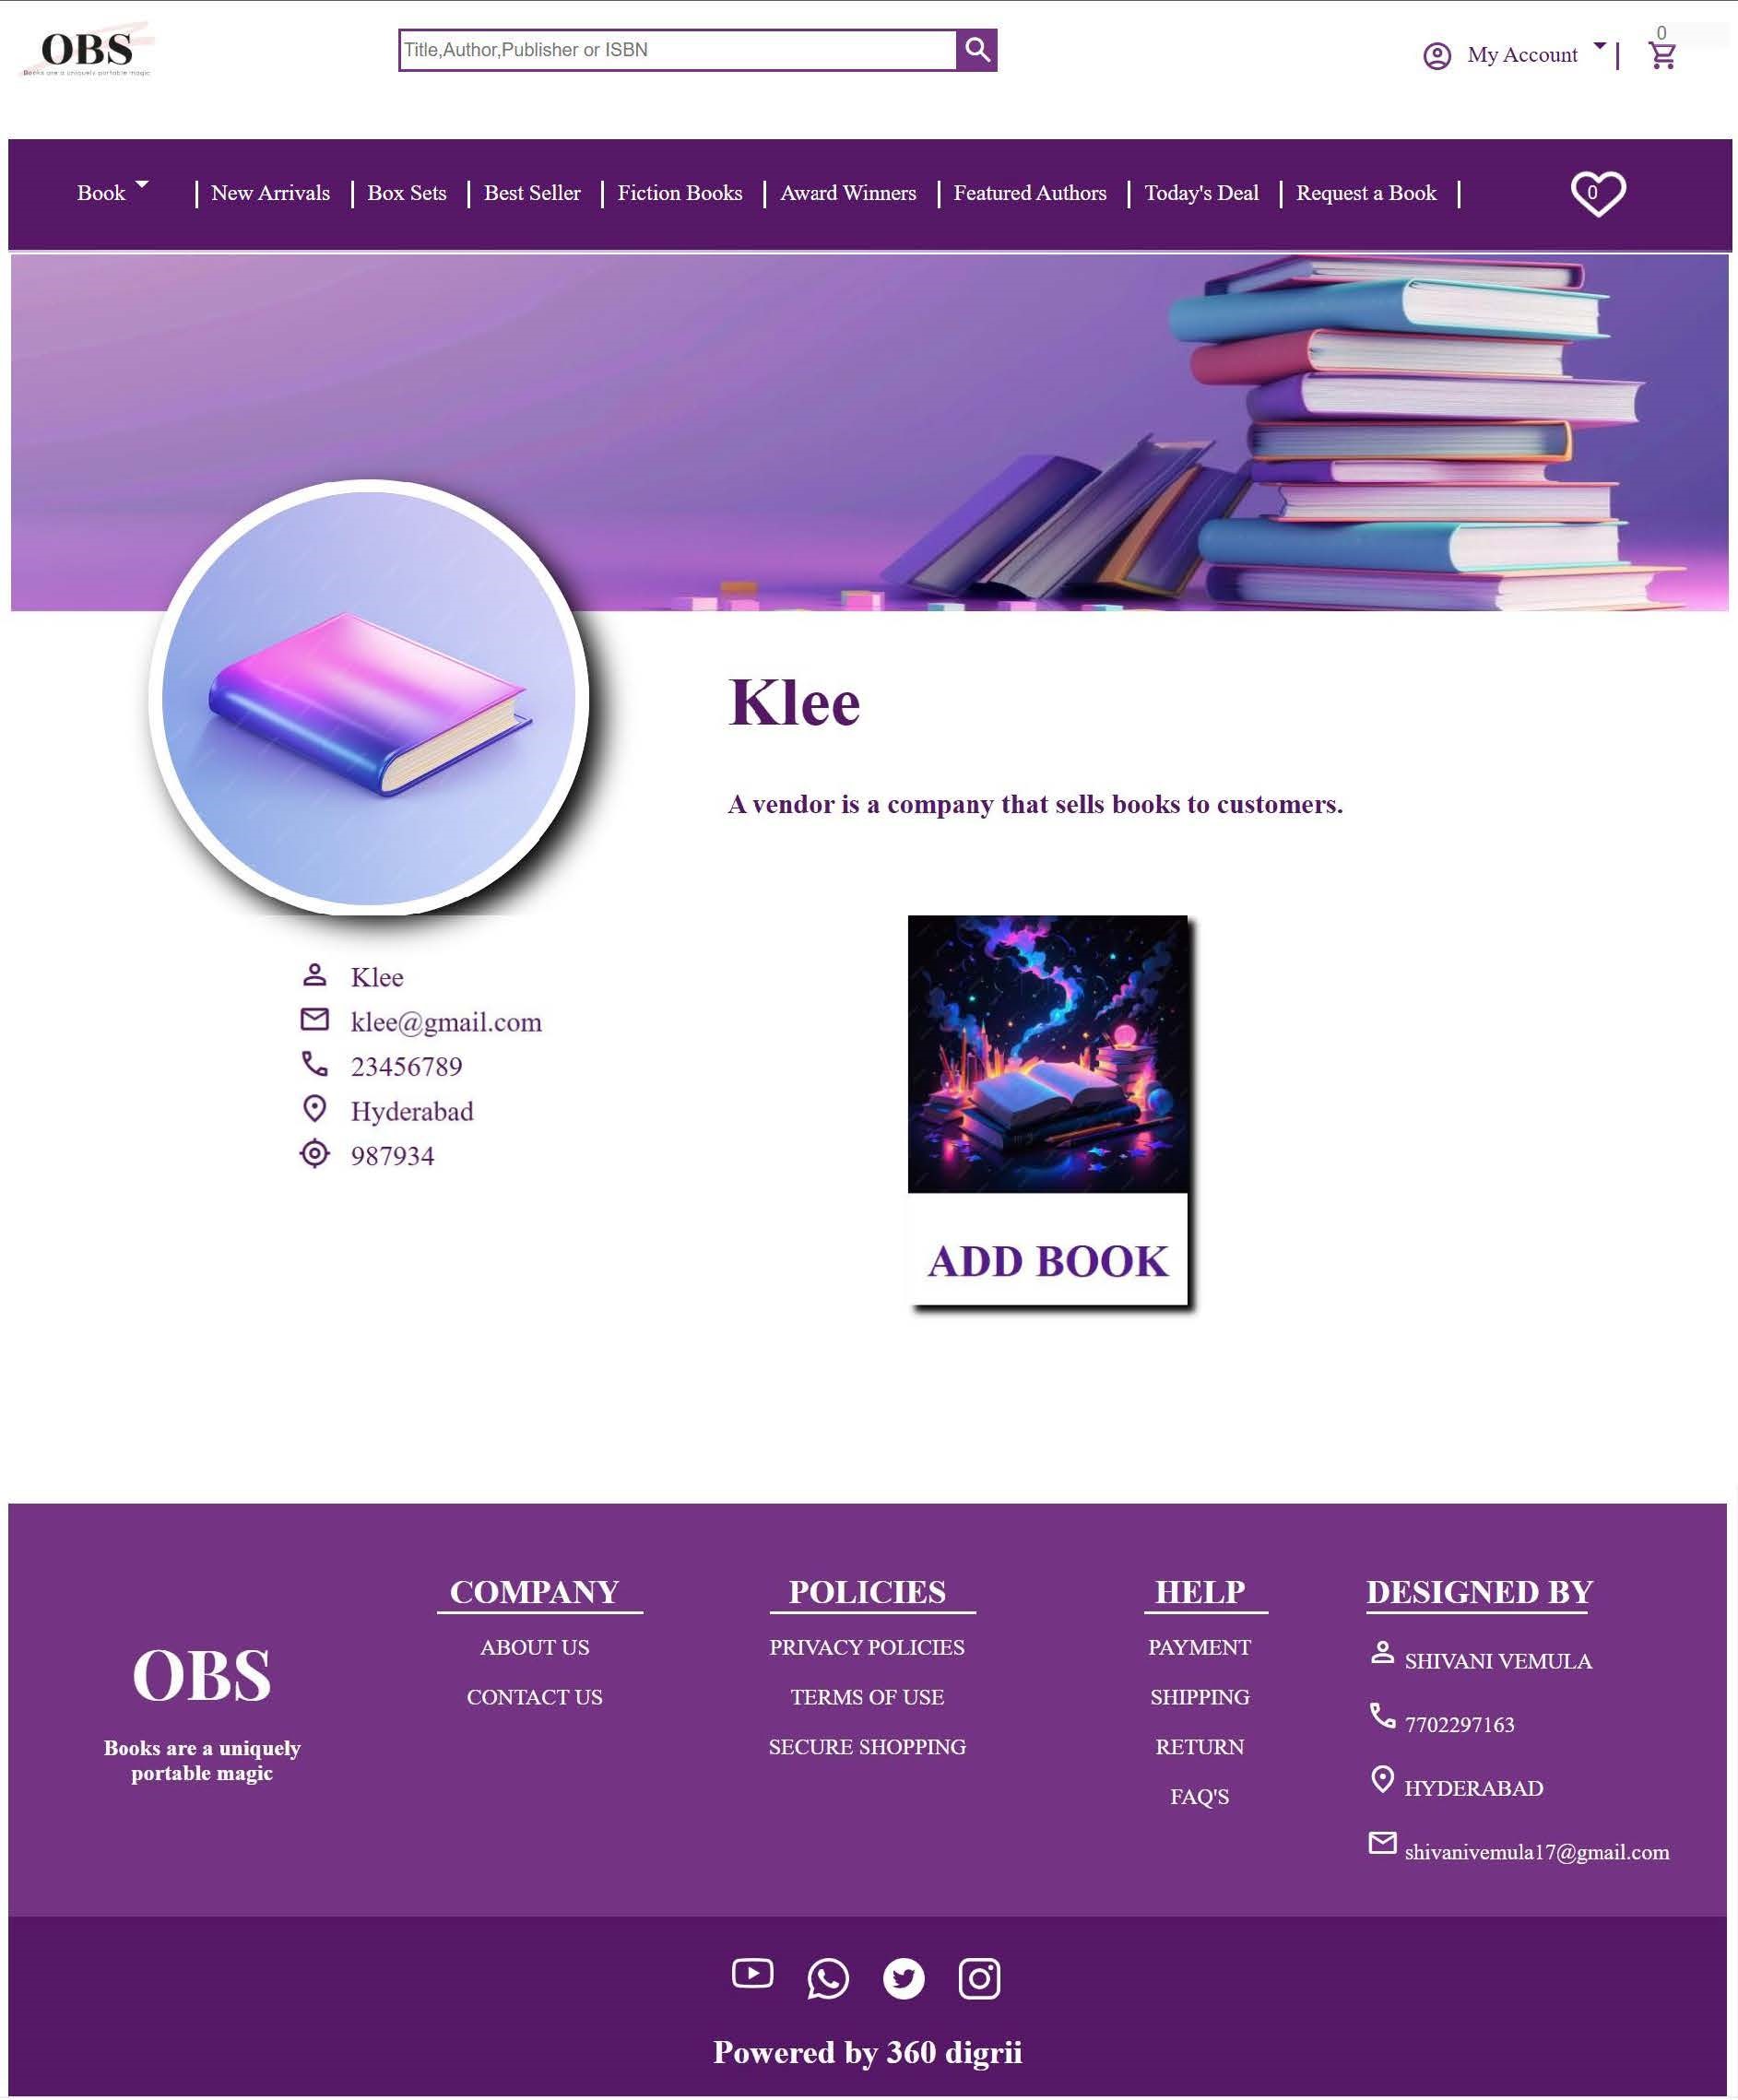 OBS
Books are a uniquely portable magic
Title,Author,Publisher or ISBN
My Account
0
Book
New Arrivals
Box Sets
Best Seller
Fiction Books
Award Winners
Featured Authors
Today's Deal
Request a Book
0
Klee
A vendor is a company that sells books to customers.
Klee
klee@gmail.com
23456789
Hyderabad
987934
ADD BOOK
OBS
Books are a uniquely
portable magic
COMPANY
ABOUT US
CONTACT US
POLICIES
PRIVACY POLICIES
TERMS OF USE
SECURE SHOPPING
HELP
PAYMENT
SHIPPING
RETURN
FAQ'S
DESIGNED BY
SHIVANI VEMULA
7702297163
HYDERABAD
shivanivemula17@gmail.com
Powered by 360 digrii